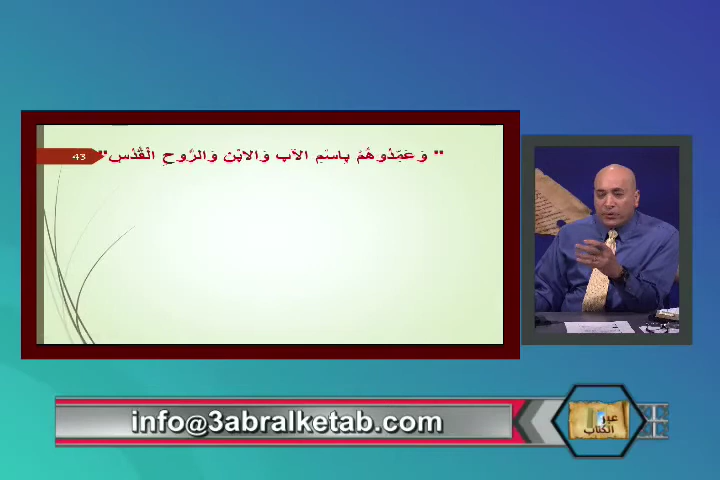 " وَعَمِّدُوهُمْ بِاسْمِ الآبِ وَالابْنِ وَالرُّوحِ الْقُدُسِ"
43
info@3abralketab.com
عبر
الكتاب